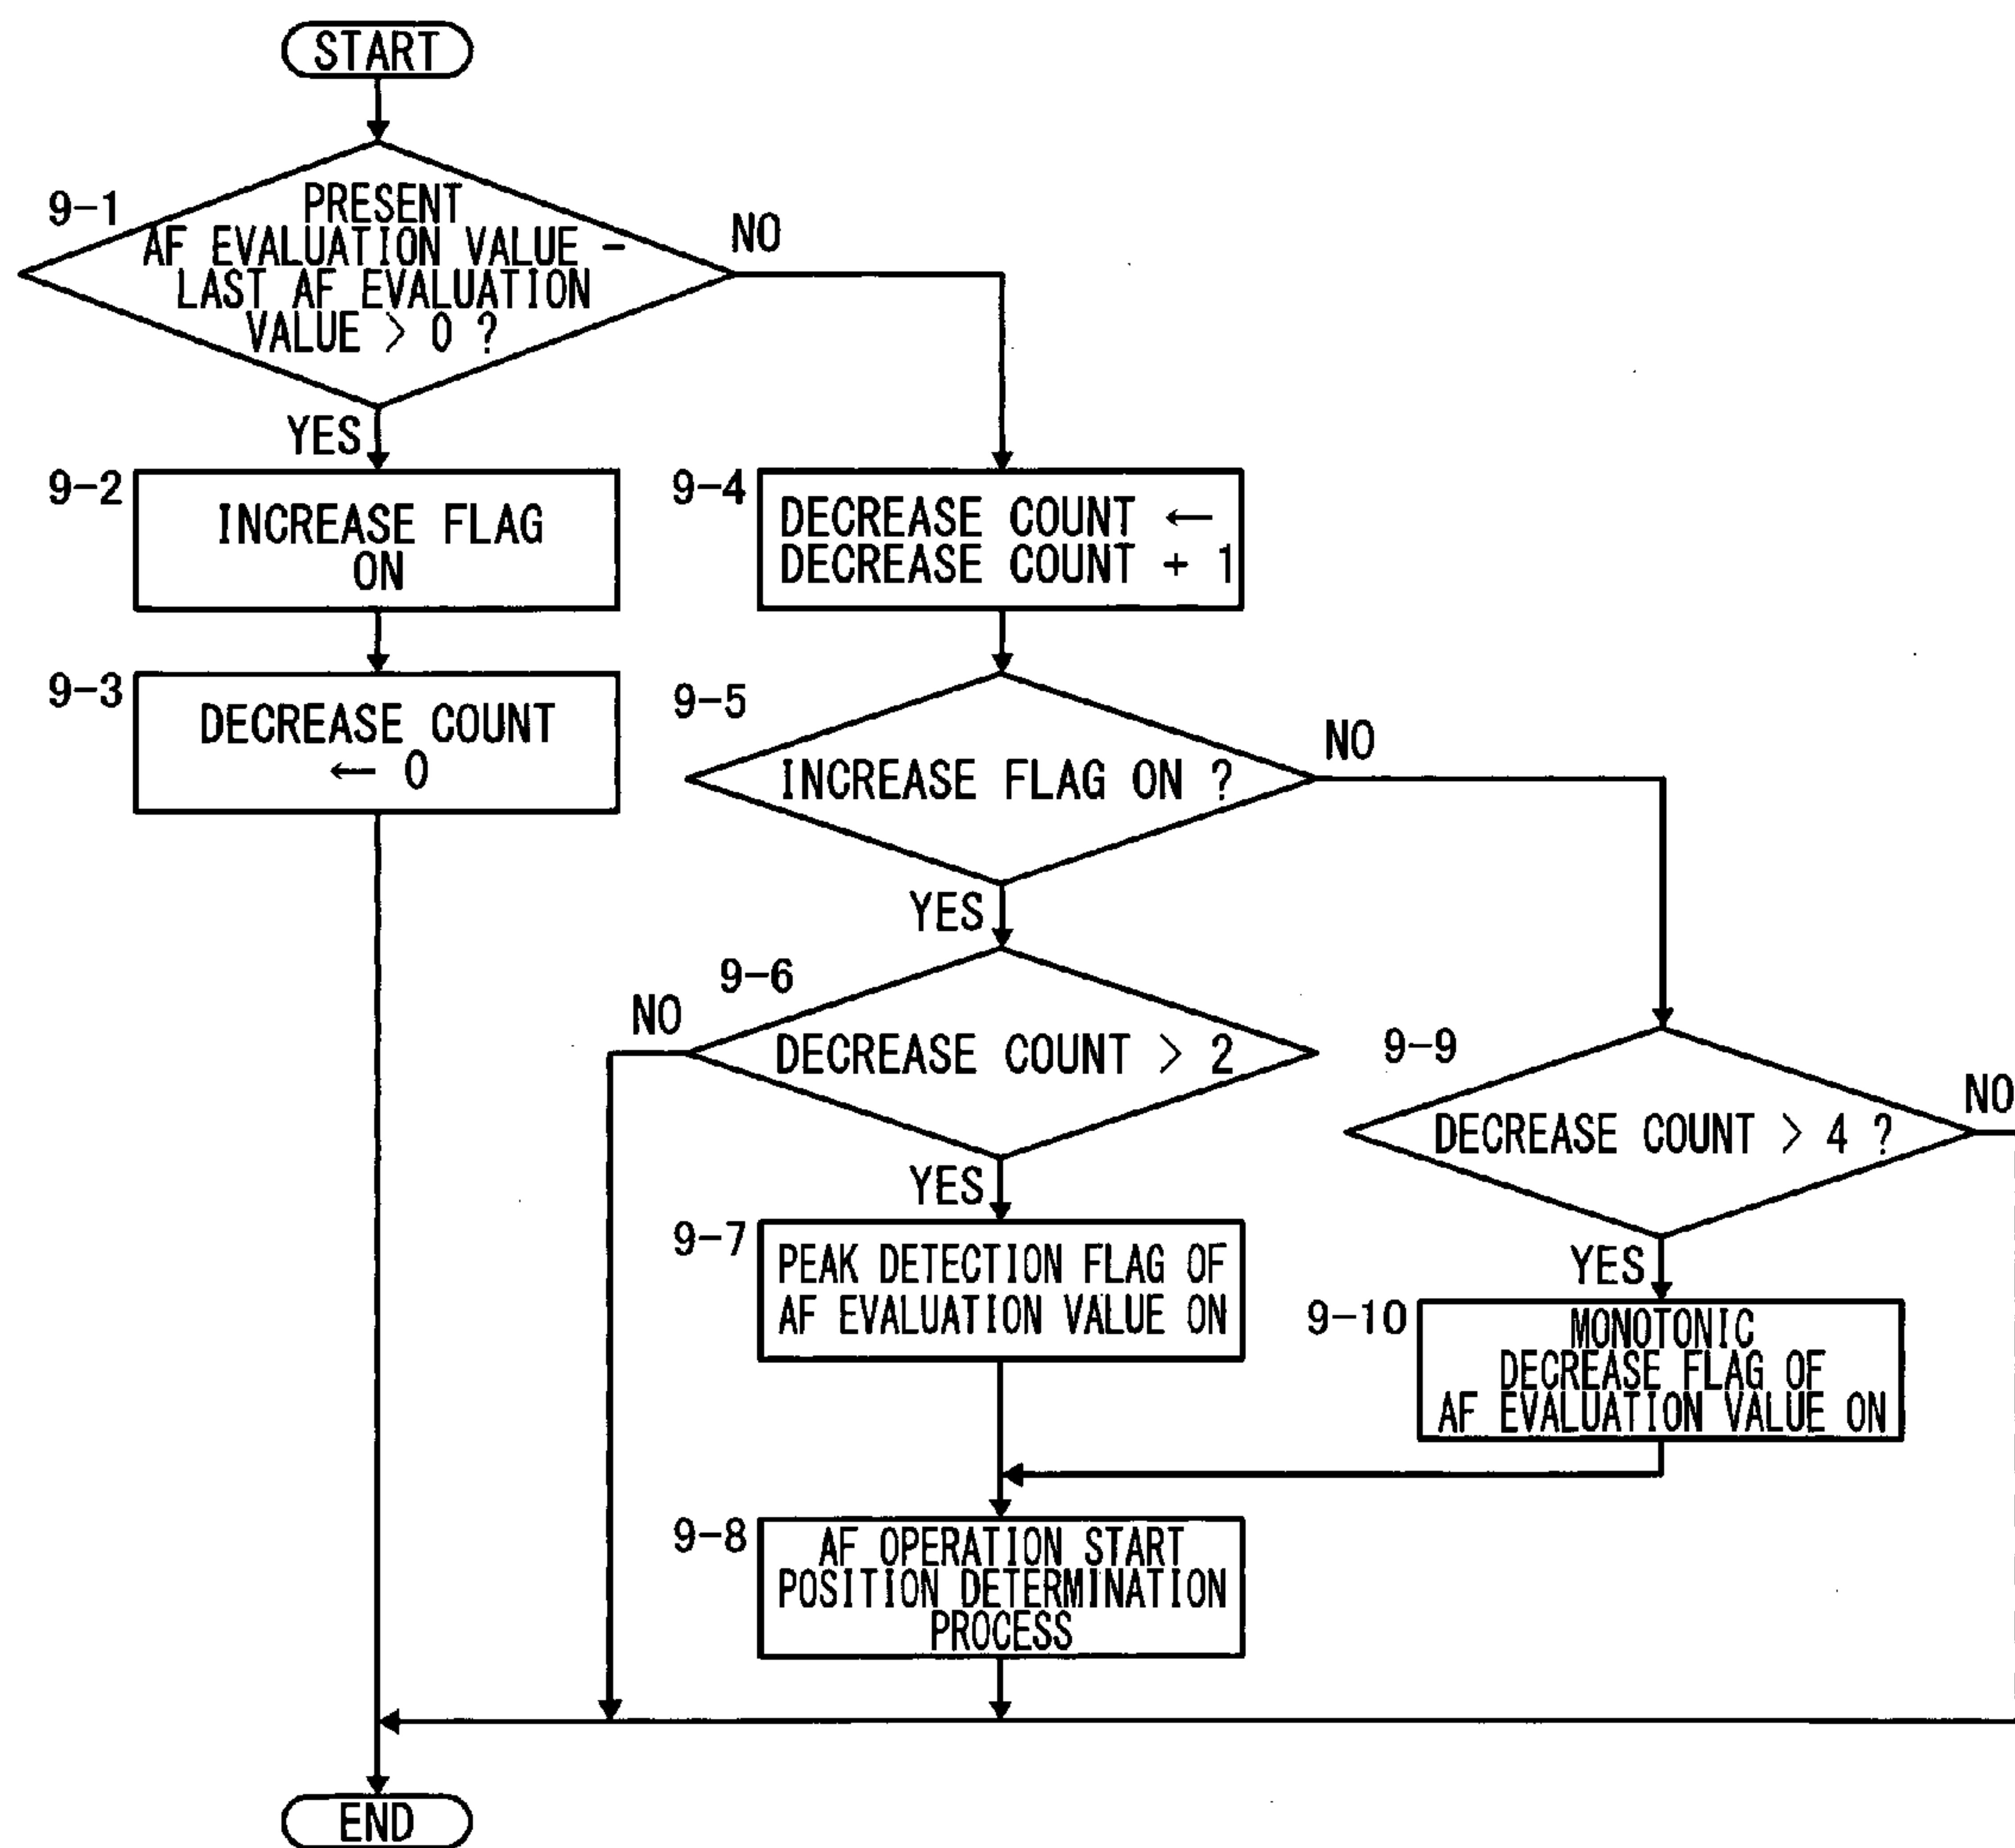 START
9-1
PRESENT
AF EVALUATION VALUE -
LAST AF EVALUATION
VALUE > 0 ?
NO
YES
9-2
INCREASE FLAG
ON
9-3
DECREASE COUNT
← 0
9-4
DECREASE COUNT ←
DECREASE COUNT + 1
9-5
INCREASE FLAG ON ?
NO
YES
9-6
NO
DECREASE COUNT > 2
YES
9-7
PEAK DETECTION FLAG OF
AF EVALUATION VALUE ON
9-9
DECREASE COUNT > 4 ?
NO
YES
9-10
MONOTONIC
DECREASE FLAG OF
AF EVALUATION VALUE ON
9-8
AF OPERATION START
POSITION DETERMINATION
PROCESS
END